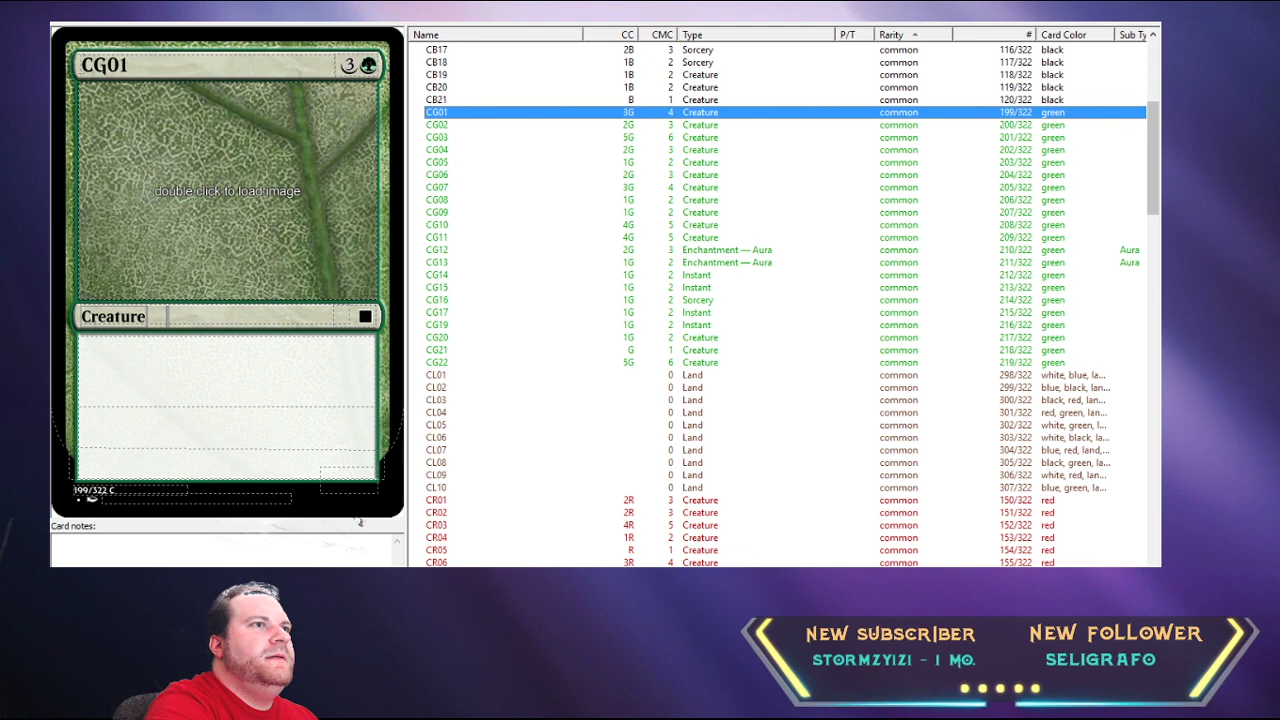 CG01 3
double click to load image
Creature
199/322 C
Card notes:
Name CC CMC Type P/T Rarity # Card Color Sub Ty
CB17 2B 3 Sorcery common 116/322 black
CB18 1B 2 Sorcery common 117/322 black
CB19 1B 2 Creature common 118/322 black
CB20 1B 2 Creature common 119/322 black
CB21 B 1 Creature common 120/322 black
CG01 3G 4 Creature common 199/322 green
CG02 2G 3 Creature common 200/322 green
CG03 5G 6 Creature common 201/322 green
CG04 2G 3 Creature common 202/322 green
CG05 1G 2 Creature common 203/322 green
CG06 2G 3 Creature common 204/322 green
CG07 3G 4 Creature common 205/322 green
CG08 1G 2 Creature common 206/322 green
CG09 1G 2 Creature common 207/322 green
CG10 4G 5 Creature common 208/322 green
CG11 4G 5 Creature common 209/322 green
CG12 2G 3 Enchantment — Aura common 210/322 green Aura
CG13 1G 2 Enchantment — Aura common 211/322 green Aura
CG14 1G 2 Instant common 212/322 green
CG15 1G 2 Instant common 213/322 green
CG16 1G 2 Sorcery common 214/322 green
CG17 1G 2 Instant common 215/322 green
CG19 1G 2 Instant common 216/322 green
CG20 1G 2 Creature common 217/322 green
CG21 G 1 Creature common 218/322 green
CG22 5G 6 Creature common 219/322 green
CL01 0 Land common 298/322 white, blue, la...
CL02 0 Land common 299/322 blue, black, lan...
CL03 0 Land common 300/322 black, red, lan...
CL04 0 Land common 301/322 red, green, lan...
CL05 0 Land common 302/322 white, green, l...
CL06 0 Land common 303/322 white, black, la...
CL07 0 Land common 304/322 blue, red, land,...
CL08 0 Land common 305/322 black, green, la...
CL09 0 Land common 306/322 white, red, lan...
CL10 0 Land common 307/322 blue, green, la...
CR01 2R 3 Creature common 150/322 red
CR02 2R 3 Creature common 151/322 red
CR03 4R 5 Creature common 152/322 red
CR04 1R 2 Creature common 153/322 red
CR05 R 1 Creature common 154/322 red
CR06 3R 4 Creature common 155/322 red
NEW SUBSCRIBER
STORMZYIZI - 1 MO.
NEW FOLLOWER
SELIGRAFO